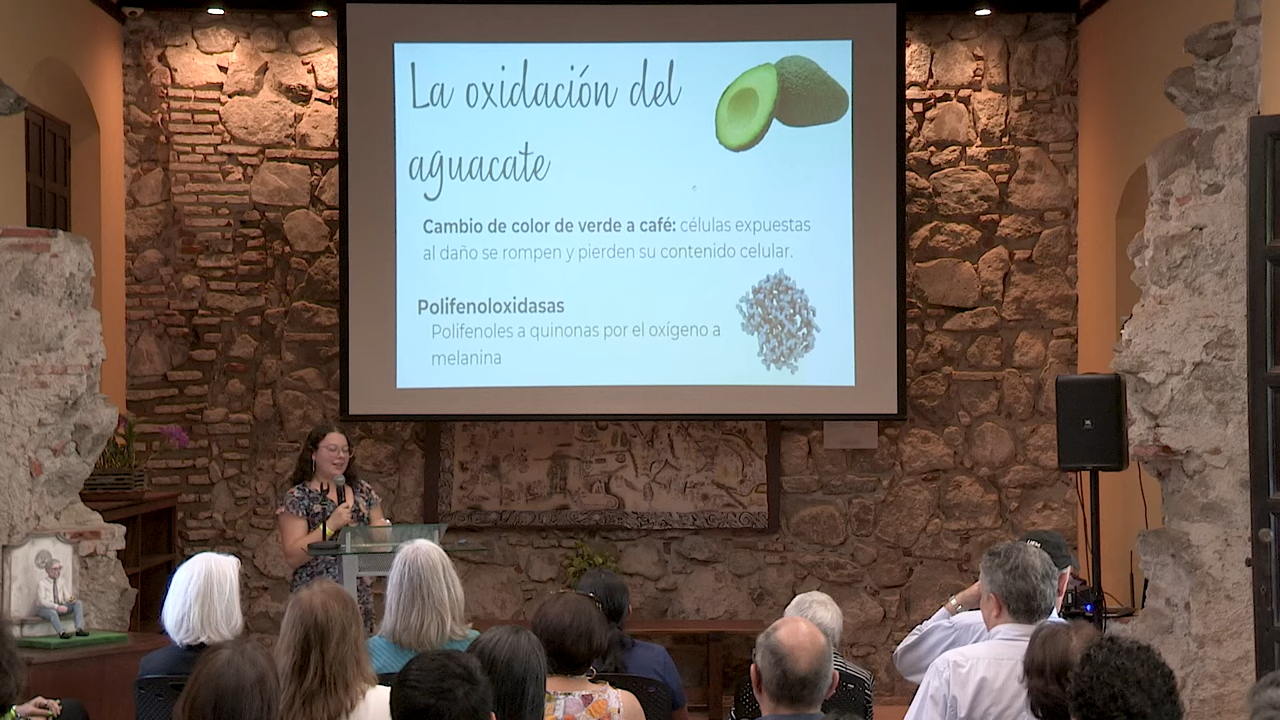 La oxidación del
aguacate
Cambio de color de verde a café: células expuestas
al daño se rompen y pierden su contenido celular.
Polifenoloxidasas
Polifenoles a quinonas por el oxígeno a
melanina